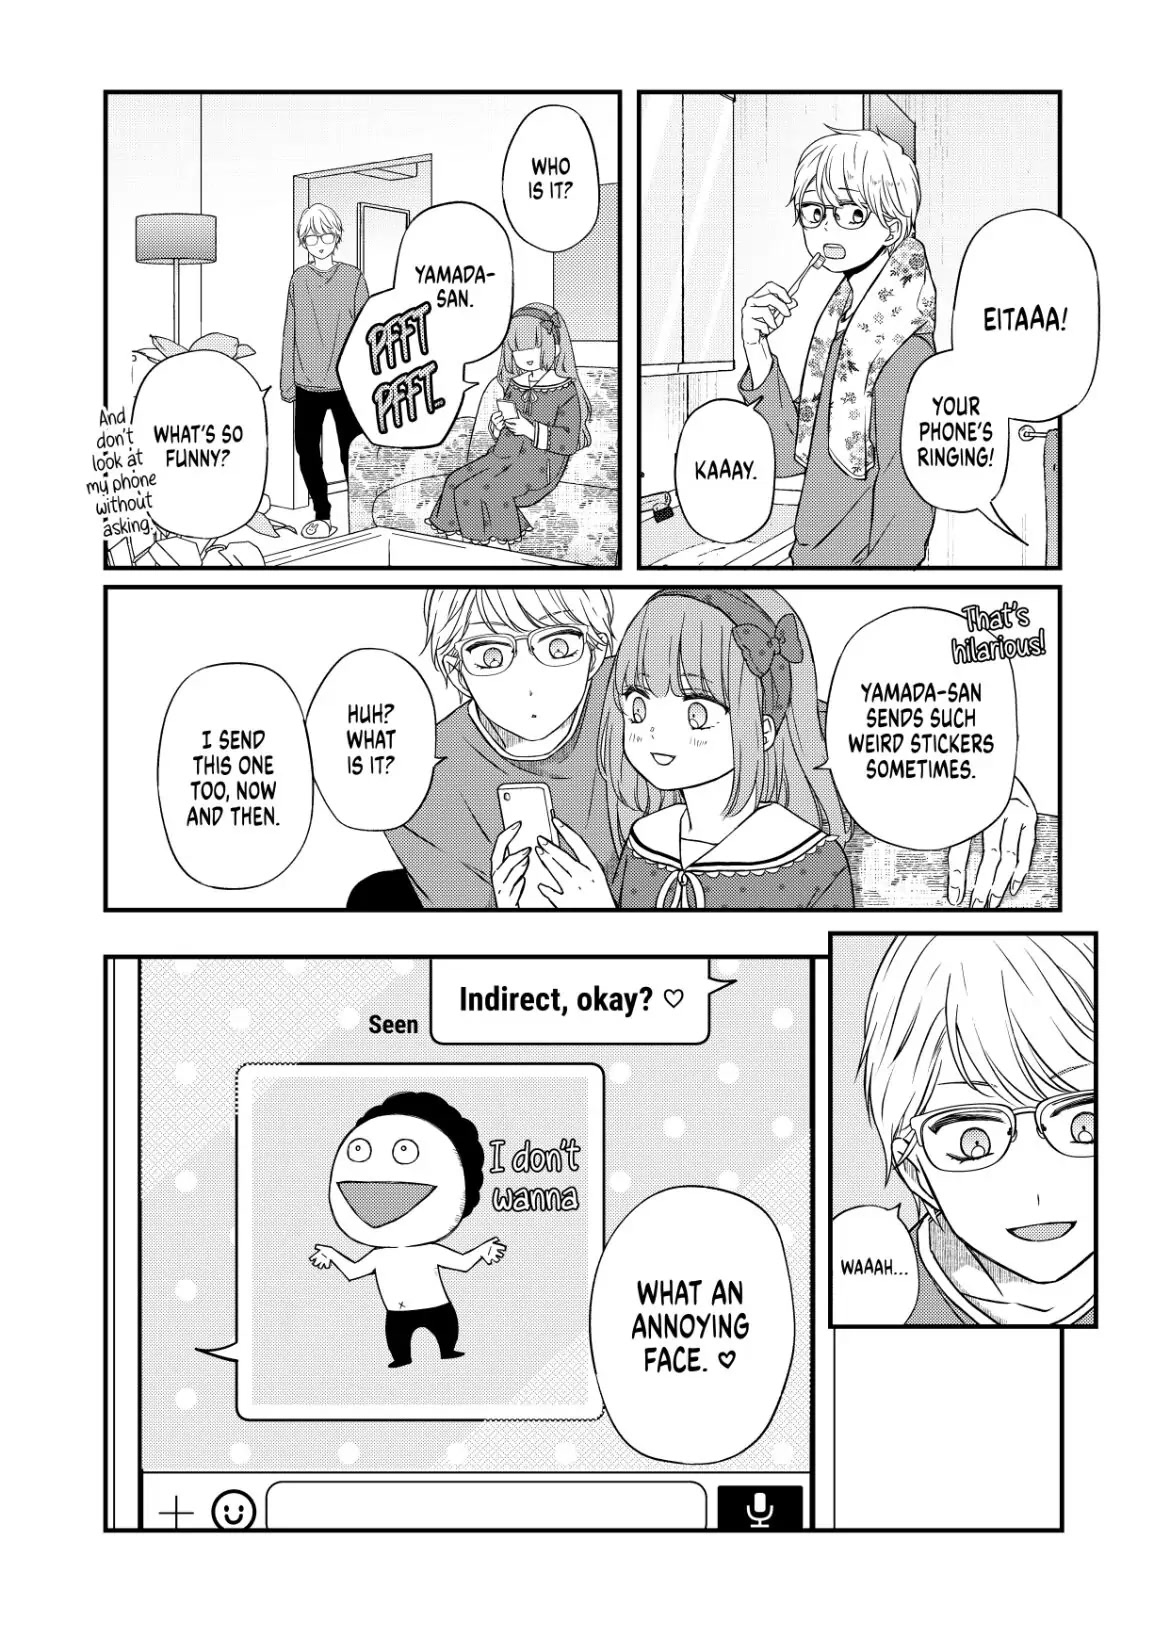 EITAAA!
YOUR
PHONE'S
RINGING!
KAAAY.
WHO
IS IT?
YAMADA-
SAN.
PFFT
PFFT...
WHAT'S SO
FUNNY?
And
don't
look at
my phone
without
asking.
That's
hilarious!
YAMADA-SAN
SENDS SUCH
WEIRD STICKERS
SOMETIMES.
HUH?
WHAT
IS IT?
I SEND
THIS ONE
TOO, NOW
AND THEN.
WAAAH...
Indirect, okay? ♡
Seen
I don't
wanna
WHAT AN
ANNOYING
FACE. ♡